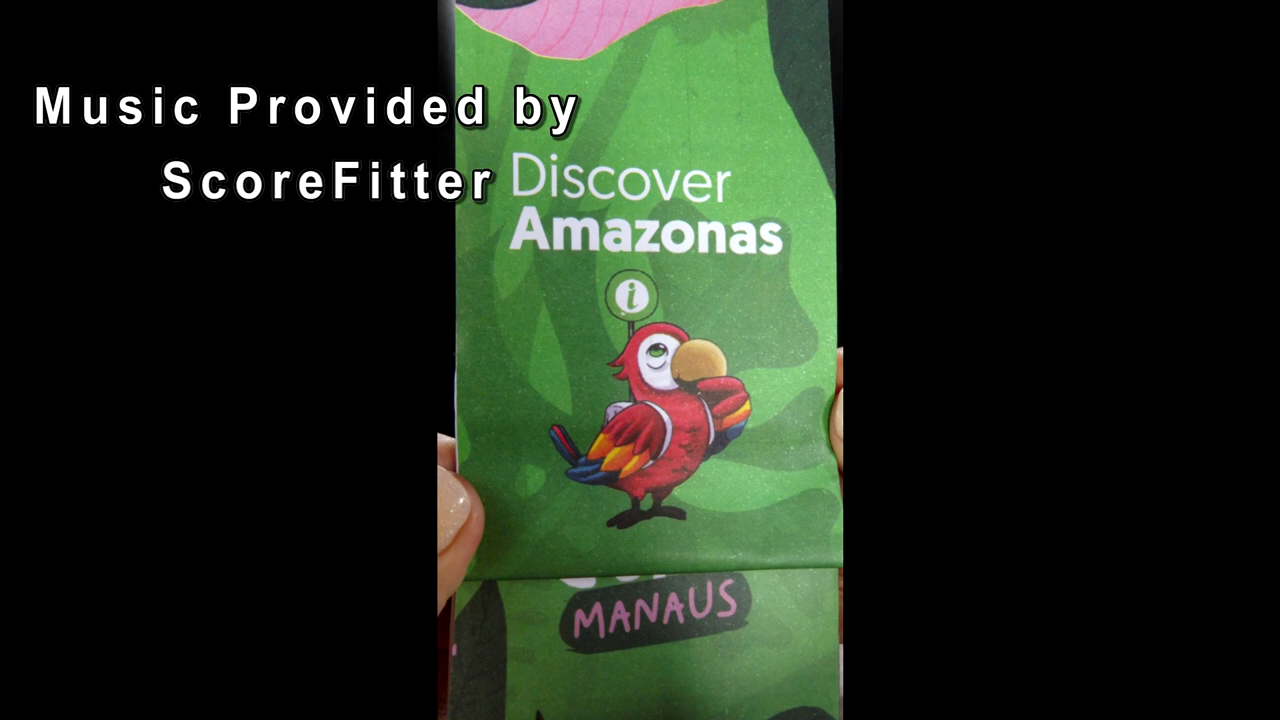 Music Provided by
ScoreFitter
Discover
Amazonas
i
MANAUS